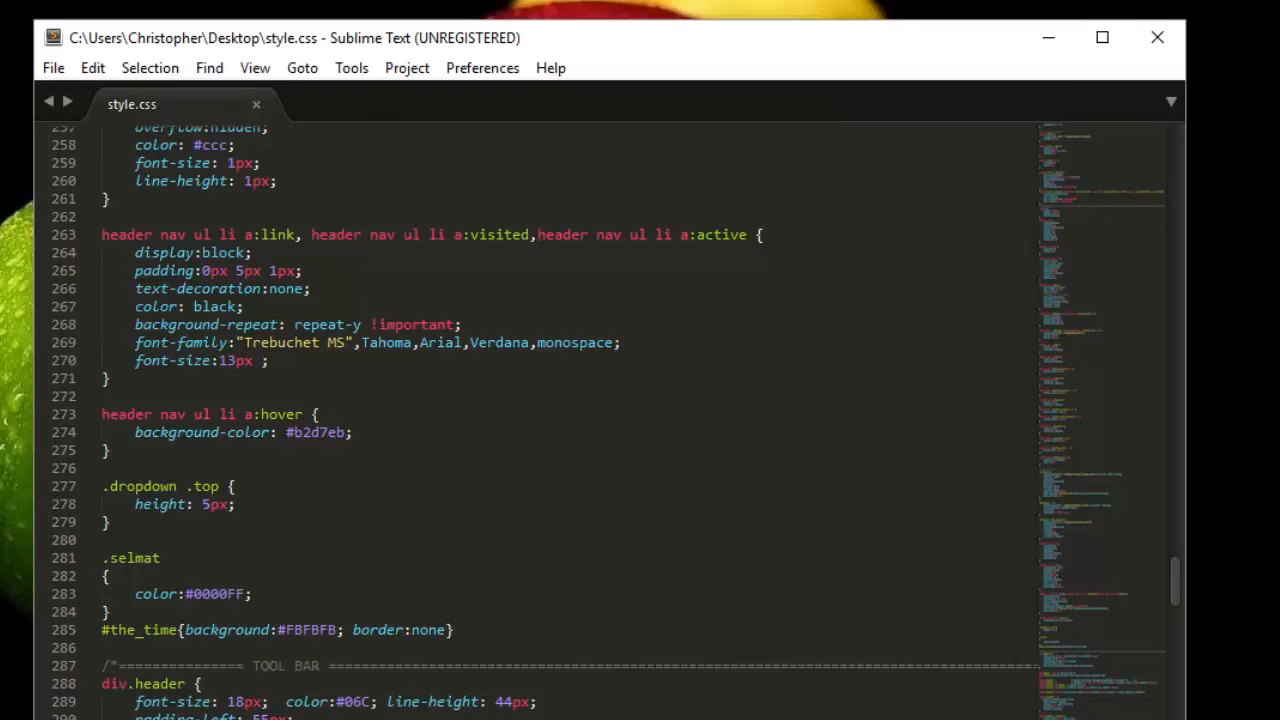 C:\Users\Christopher\Desktop\style.css - Sublime Text (UNREGISTERED)
File Edit Selection Find View Goto Tools Project Preferences Help
style.css
257 overflow:hidden;
258 color: #ccc;
259 font-size: 1px;
260 line-height: 1px;
261 }
262
263 header nav ul li a:link, header nav ul li a:visited,header nav ul li a:active {
264 display:block;
265 padding:0px 5px 1px;
266 text-decoration:none;
267 color: black;
268 background-repeat: repeat-y !important;
269 font-family:"Trebuchet MS",Tahoma,Arial,Verdana,monospace;
270 font-size:13px ;
271 }
272
273 header nav ul li a:hover {
274 background-color: #b2d7eb;
275 }
276
277 .dropdown .top {
278 height: 5px;
279 }
280
281 .selmat
282 {
283 color:#0000FF;
284 }
285 #the_time{background:#FBFBFB; border:none}
286
287 /*=============== TOOL BAR =====================================================================================
288 div.header {
289 font-size: 18px; color:#06C; line-height: 44px;
290 padding-left: 55px;